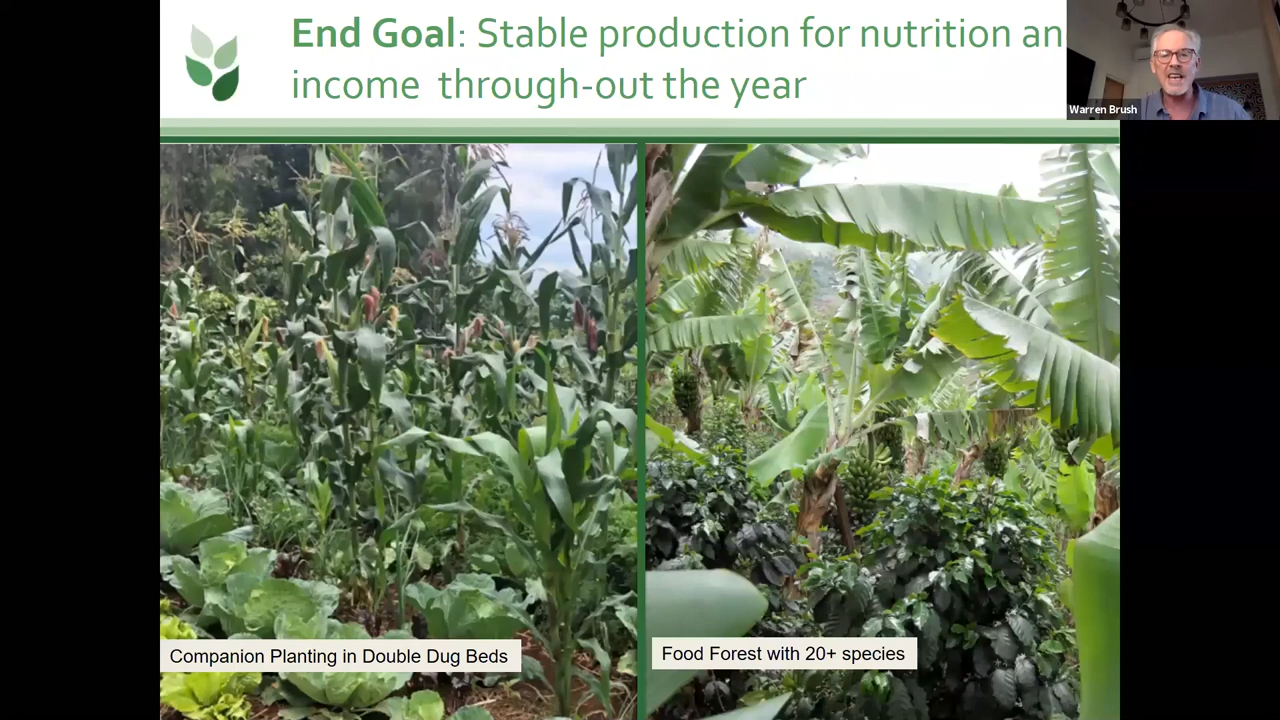 End Goal: Stable production for nutrition an
income through-out the year
Warren Brush
Companion Planting in Double Dug Beds
Food Forest with 20+ species